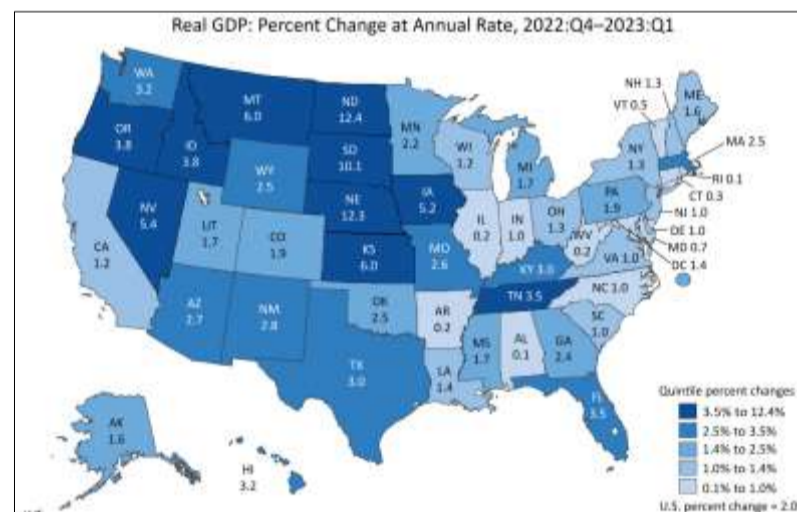 Real GDP: Percent Change at Annual Rate, 2022:Q4–2023:Q1
WA
3.2
MT
6.0
ND
12.4
MN
2.2
OR
3.8
ID
3.8
SD
10.1
WI
1.2
MI
1.7
NH 1.3
VT 0.5
ME
1.6
NY
1.3
MA 2.5
RI 0.1
CT 0.3
NJ 1.0
DE 1.0
MD 0.7
DC 1.4
WY
2.5
NE
12.3
IA
5.2
PA
1.9
NV
5.4
UT
1.7
CO
1.9
IL
0.2
IN
1.0
OH
1.3
WV
0.2
VA 1.0
CA
1.2
KS
6.0
MO
2.6
KY
TN 3.5
NC 1.0
SC
1.0
AZ
2.7
NM
2.8
OK
2.5
AR
0.2
MS
1.7
AL
0.1
GA
2.4
TX
3.0
LA
1.4
FL
3.5
AK
1.6
HI
3.2
Quintile percent changes
3.5% to 12.4%
2.5% to 3.5%
1.4% to 2.5%
1.0% to 1.4%
0.1% to 1.0%
U.S. percent change = 2.0